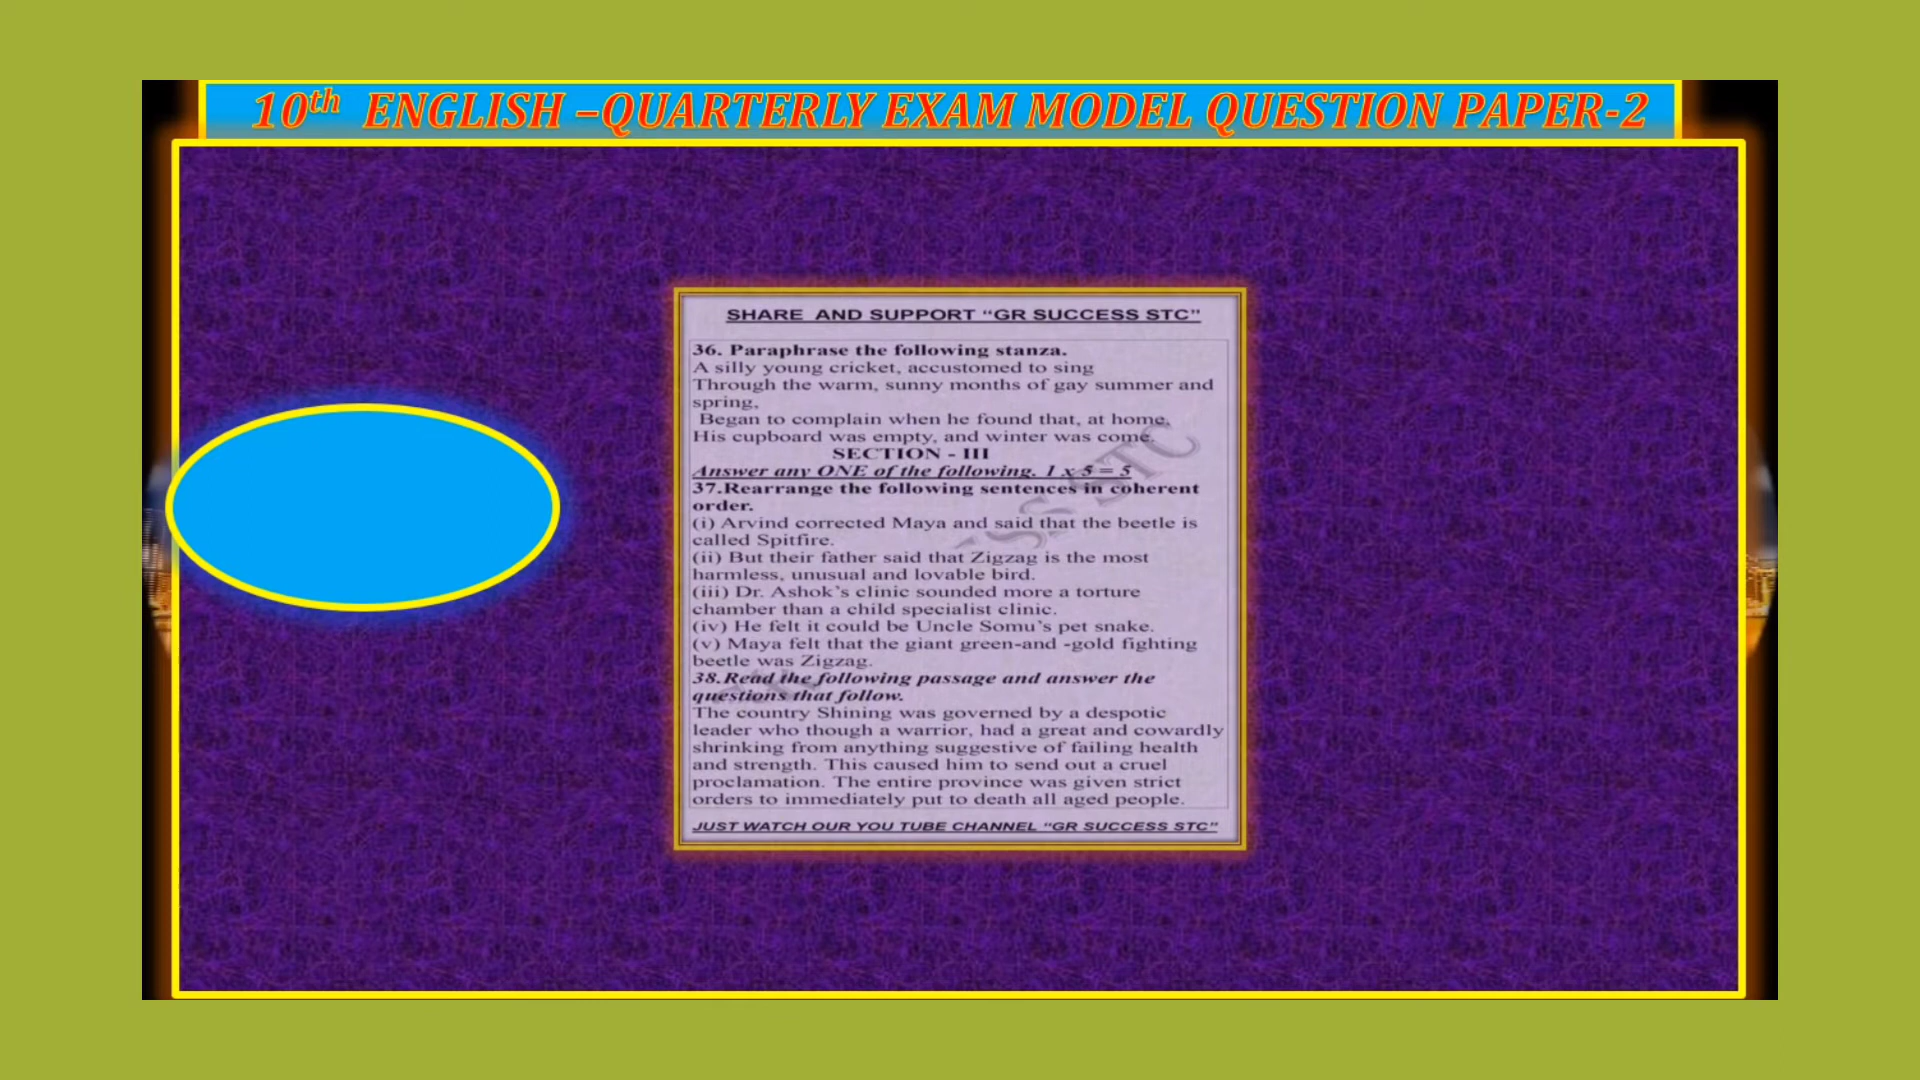 10th ENGLISH –QUARTERLY EXAM MODEL QUESTION PAPER-2
SHARE AND SUPPORT “GR SUCCESS STC”
36. Paraphrase the following stanza.
A silly young cricket, accustomed to sing
Through the warm, sunny months of gay summer and
spring,
Began to complain when he found that, at home,
His cupboard was empty, and winter was come.
SECTION - III
Answer any ONE of the following. 1 x 5 = 5
37.Rearrange the following sentences in coherent
order.
(i) Arvind corrected Maya and said that the beetle is
called Spitfire.
(ii) But their father said that Zigzag is the most
harmless, unusual and lovable bird.
(iii) Dr. Ashok’s clinic sounded more a torture
chamber than a child specialist clinic.
(iv) He felt it could be Uncle Somu’s pet snake.
(v) Maya felt that the giant green-and -gold fighting
beetle was Zigzag.
38.Read the following passage and answer the
questions that follow.
The country Shining was governed by a despotic
leader who though a warrior, had a great and cowardly
shrinking from anything suggestive of failing health
and strength. This caused him to send out a cruel
proclamation. The entire province was given strict
orders to immediately put to death all aged people.
JUST WATCH OUR YOU TUBE CHANNEL “GR SUCCESS STC”